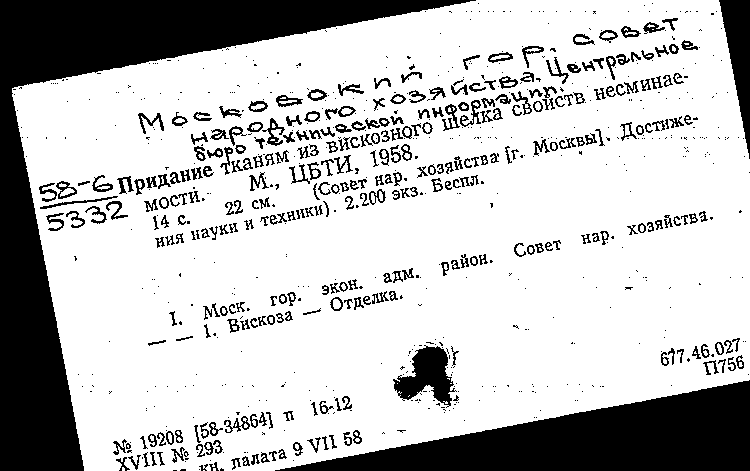 Московский гор. совет
народного хозяйства. Центральное
бюро технической информации.
58-6
5332
Придание тканям из вискозного шелка свойств несминае-
мости. М., ЦБТИ, 1958.
14 с. 22 см. (Совет нар. хозяйства [г. Москвы]. Достиже-
ния науки и техники). 2.200 экз. Беспл.
I. Моск. гор. экон. адм. район. Совет нар. хозяйства.
— — 1. Вискоза — Отделка.
677.46.027
П756
№ 19208 [58-34864] п 16-12
XVIII № 293
кн. палата 9 VII 58